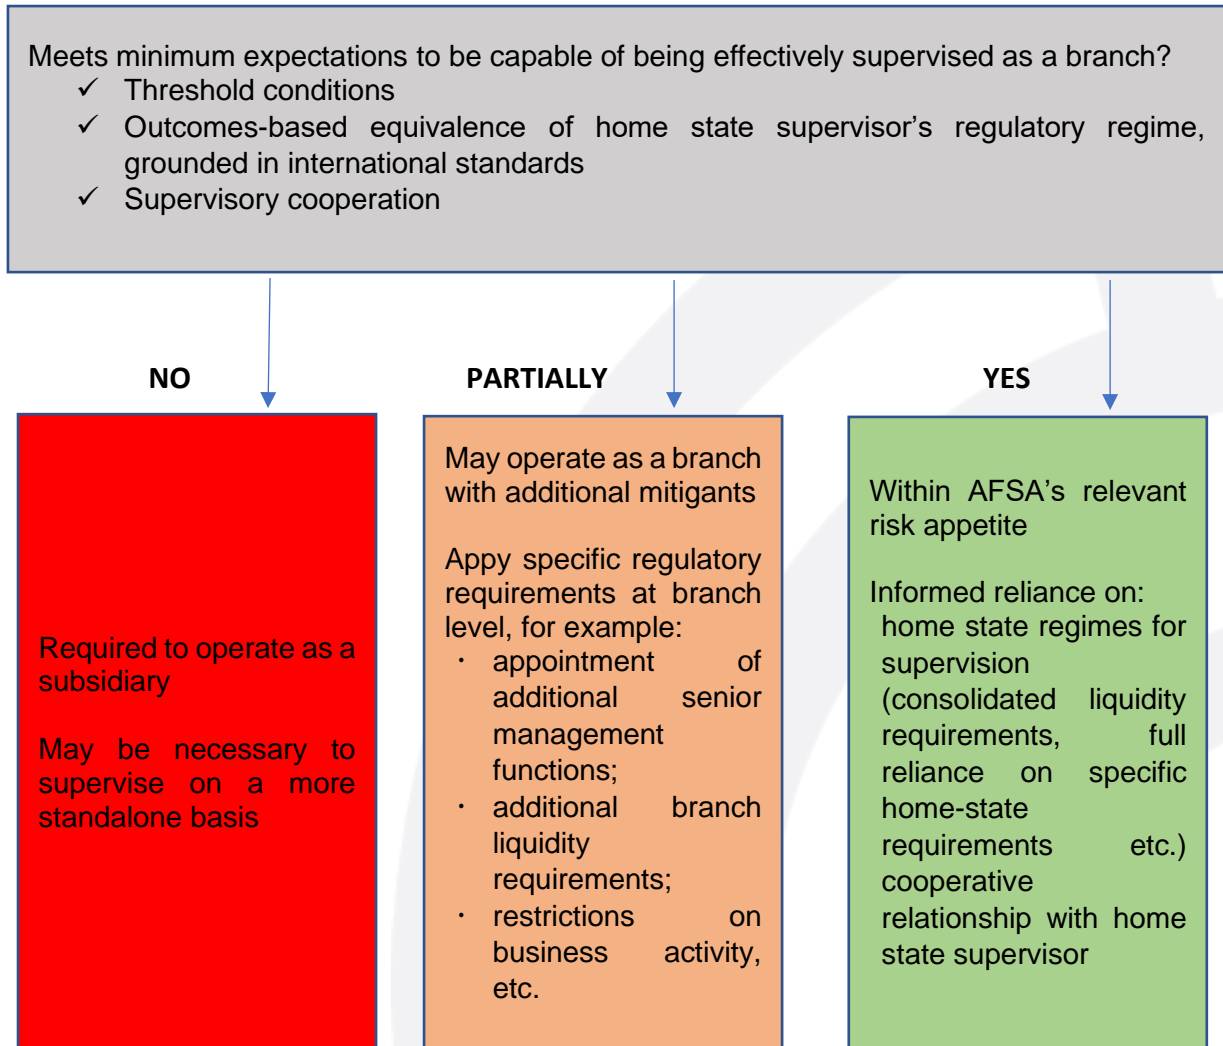 Meets minimum expectations to be capable of being effectively supervised as a branch?
✓ Threshold conditions
✓ Outcomes-based equivalence of home state supervisor's regulatory regime,
grounded in international standards
✓ Supervisory cooperation
NO
Required to operate as a
subsidiary
May be necessary to
supervise on a more
standalone basis
PARTIALLY
May operate as a branch
with additional mitigants
Appy specific regulatory
requirements at branch
level, for example:
· appointment of
additional senior
management
functions;
· additional branch
liquidity
requirements;
· restrictions on
business activity,
etc.
YES
Within AFSA's relevant
risk appetite
Informed reliance on:
home state regimes for
supervision
(consolidated liquidity
requirements, full
reliance on specific
home-state
requirements etc.)
cooperative
relationship with home
state supervisor